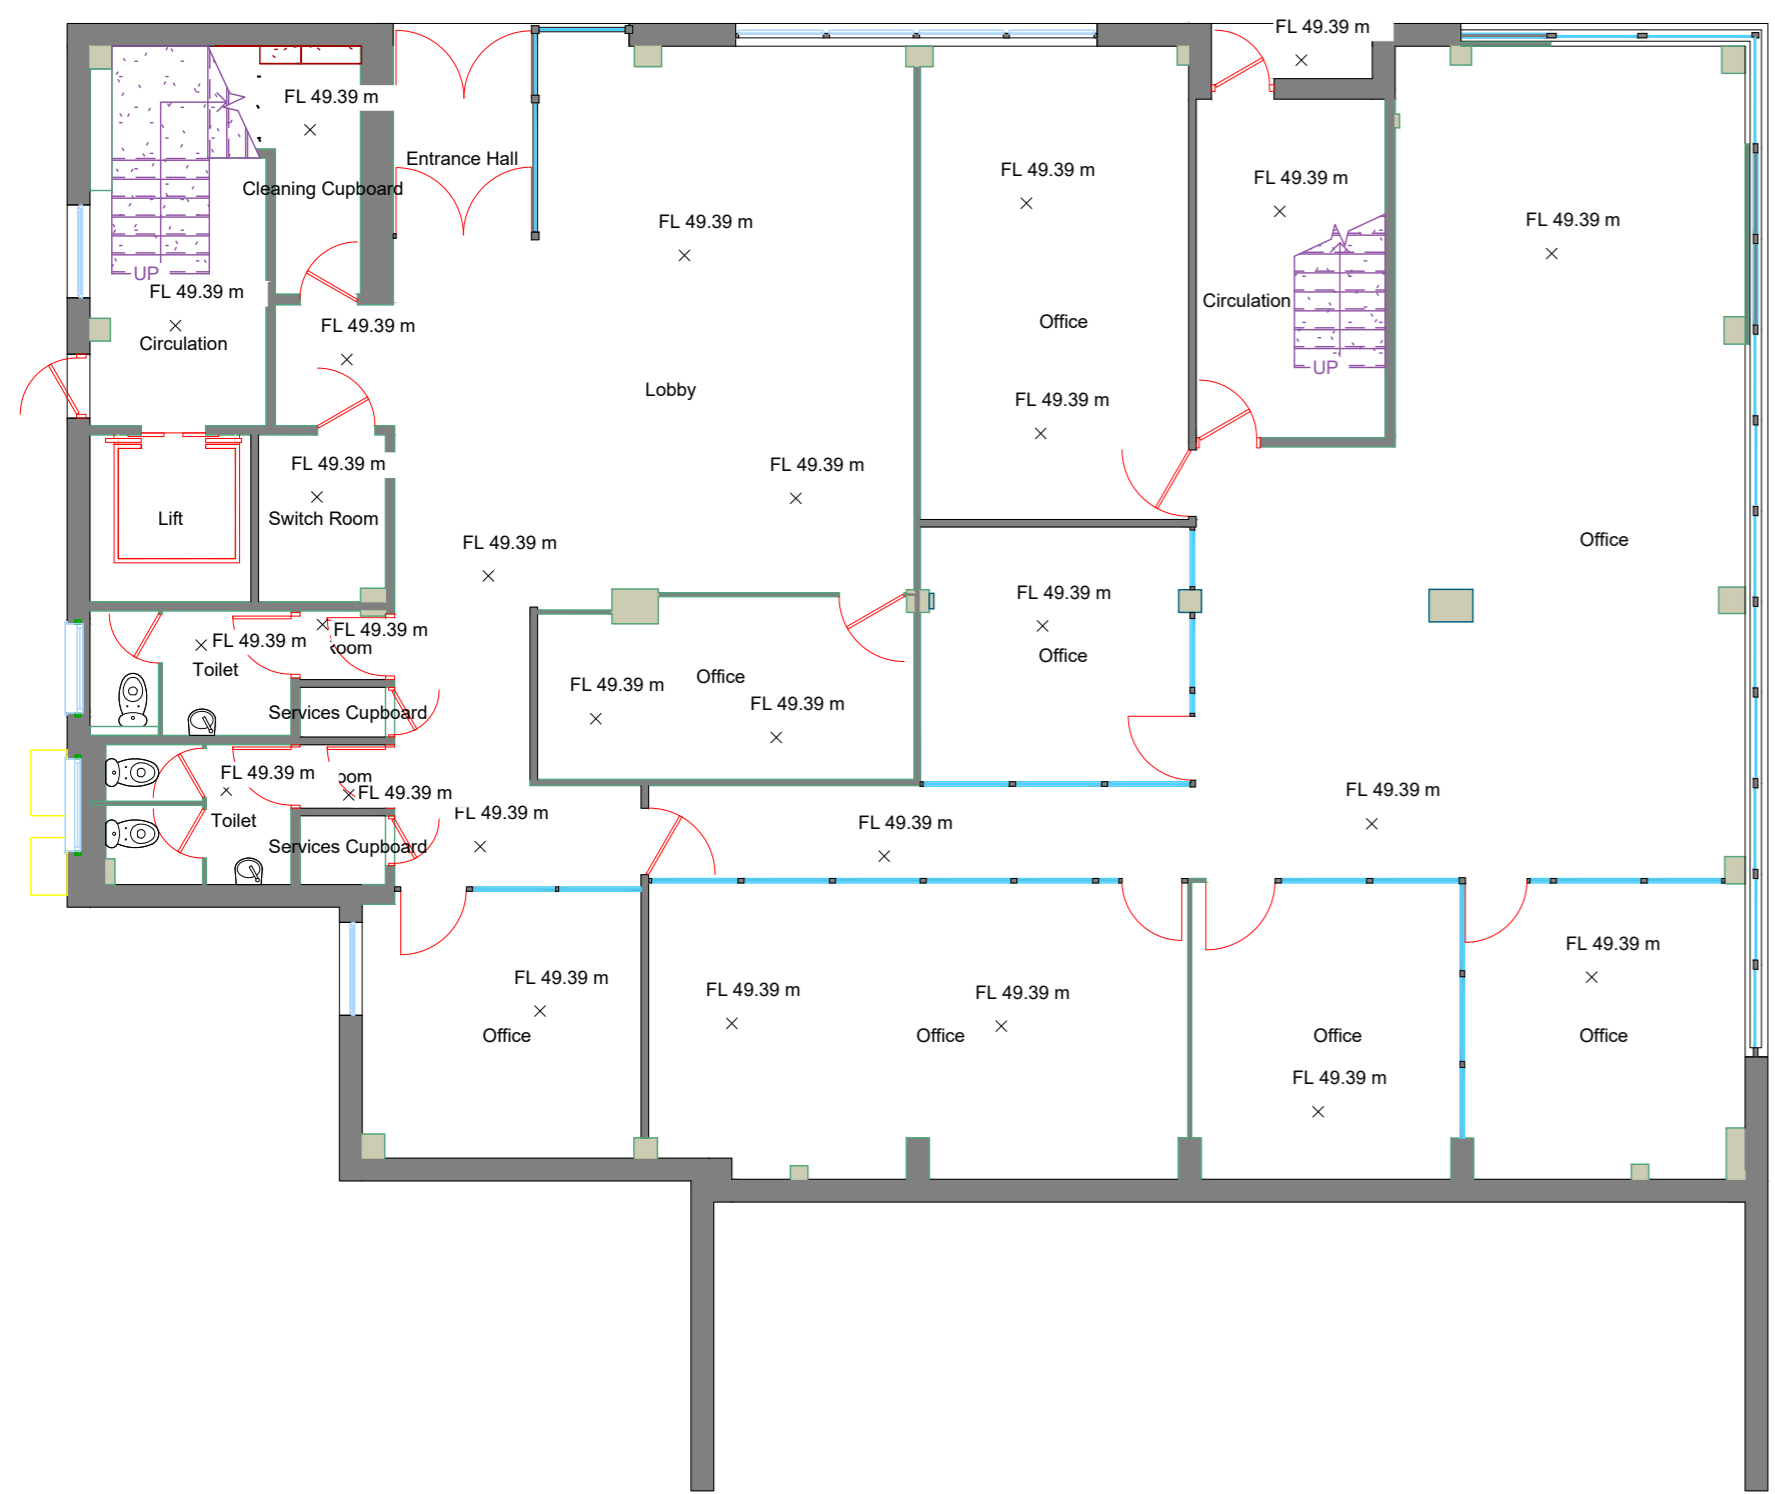 FL 49.39 m
FL 49.39 m
Entrance Hall
FL 49.39 m
FL 49.39 m
Cleaning Cupboard
FL 49.39 m
FL 49.39 m
UP
FL 49.39 m
Circulation
FL 49.39 m
Office
Circulation
UP
Lobby
FL 49.39 m
FL 49.39 m
FL 49.39 m
Lift
Switch Room
FL 49.39 m
Office
FL 49.39 m
Office
FL 49.39 m
FL 49.39 m
Toilet
Office
FL 49.39 m
FL 49.39 m
Services Cupboard
FL 49.39 m
oom
FL 49.39 m
FL 49.39 m
FL 49.39 m
FL 49.39 m
Toilet
Services Cupboard
FL 49.39 m
FL 49.39 m
FL 49.39 m
FL 49.39 m
Office
Office
Office
Office
FL 49.39 m